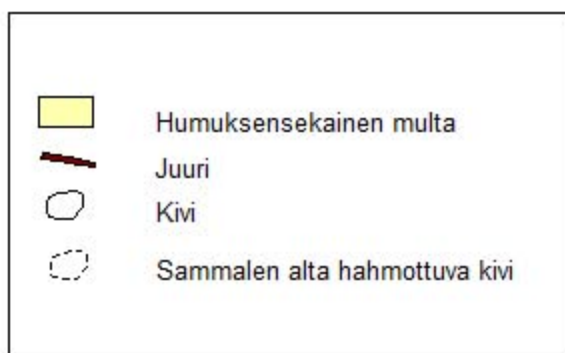 Humuksensekainen multa
Juuri
Kivi
Sammalen alta hahmottuva kivi